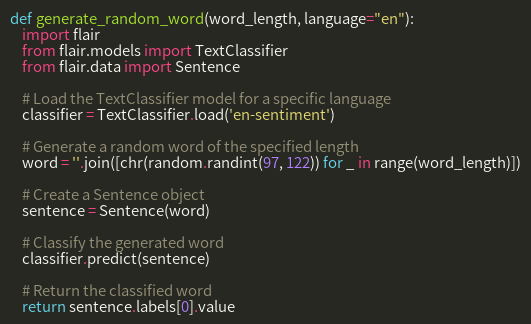 def generate_random_word(word_length, language="en"):
import flair
from flair.models import TextClassifier
from flair.data import Sentence
# Load the TextClassifier model for a specific language
classifier = TextClassifier.load('en-sentiment')
# Generate a random word of the specified length
word = ''.join([chr(random.randint(97, 122)) for _ in range(word_length)])
# Create a Sentence object
sentence = Sentence(word)
# Classify the generated word
classifier.predict(sentence)
# Return the classified word
return sentence.labels[0].value